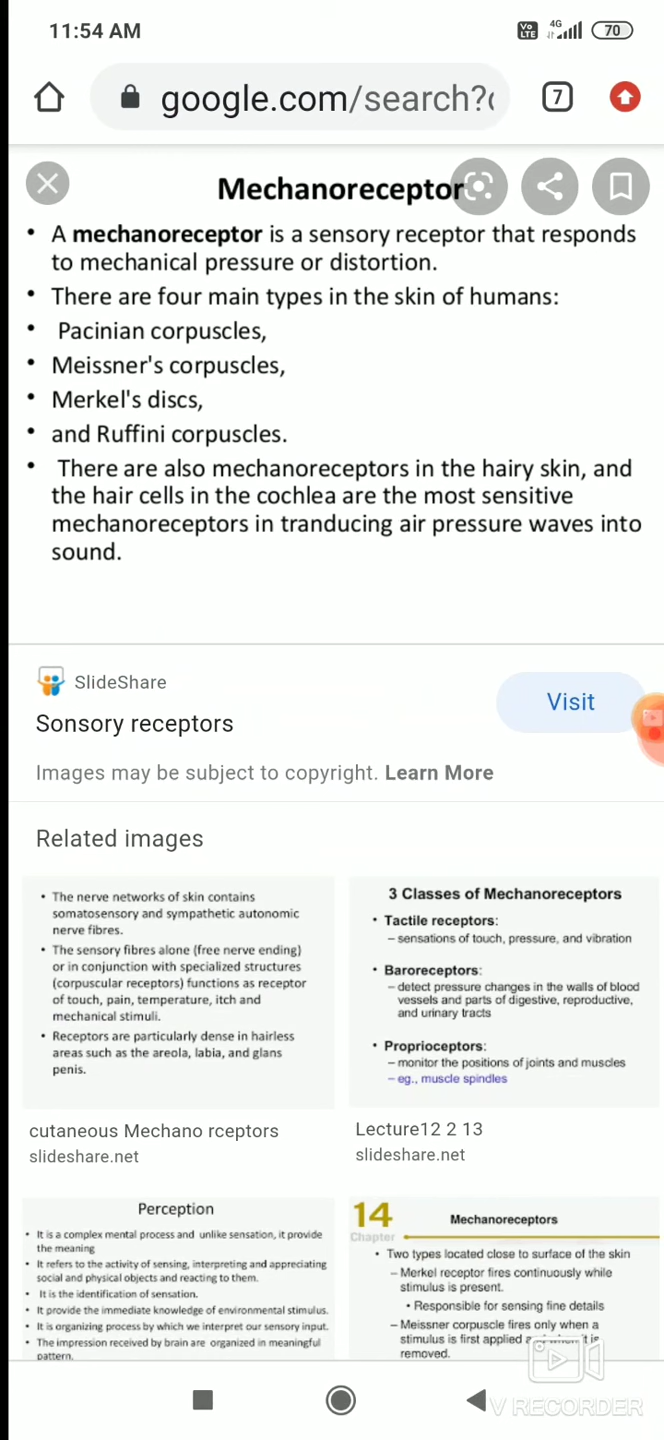 11:54 AM
Vo LTE 4G 70
google.com/search?
7
Mechanoreceptor
• A mechanoreceptor is a sensory receptor that responds
to mechanical pressure or distortion.
• There are four main types in the skin of humans:
• Pacinian corpuscles,
• Meissner's corpuscles,
• Merkel's discs,
• and Ruffini corpuscles.
• There are also mechanoreceptors in the hairy skin, and
the hair cells in the cochlea are the most sensitive
mechanoreceptors in tranducing air pressure waves into
sound.
SlideShare
Visit
Sonsory receptors
Images may be subject to copyright. Learn More
Related images
• The nerve networks of skin contains
somatosensory and sympathetic autonomic
nerve fibres.
• The sensory fibres alone (free nerve ending)
or in conjunction with specialized structures
(corpuscular receptors) functions as receptor
of touch, pain, temperature, itch and
mechanical stimuli.
• Receptors are particularly dense in hairless
areas such as the areola, labia, and glans
penis.
cutaneous Mechano rceptors
slideshare.net
3 Classes of Mechanoreceptors
• Tactile receptors:
– sensations of touch, pressure, and vibration
• Baroreceptors:
– detect pressure changes in the walls of blood
vessels and parts of digestive, reproductive,
and urinary tracts
• Proprioceptors:
– monitor the positions of joints and muscles
– eg., muscle spindles
Lecture12 2 13
slideshare.net
Perception
• It is a complex mental process and unlike sensation, it provide
the meaning
• It refers to the activity of sensing, interpreting and appreciating
social and physical objects and reacting to them.
• It is the identification of sensation.
• It provide the immediate knowledge of environmental stimulus.
• It is organizing process by which we interpret our sensory input.
• The impression received by brain are organized in meaningful
pattern.
14
Chapter
Mechanoreceptors
• Two types located close to surface of the skin
– Merkel receptor fires continuously while
stimulus is present.
• Responsible for sensing fine details
– Meissner corpuscle fires only when a
stimulus is first applied it is
removed.
V RECORDER